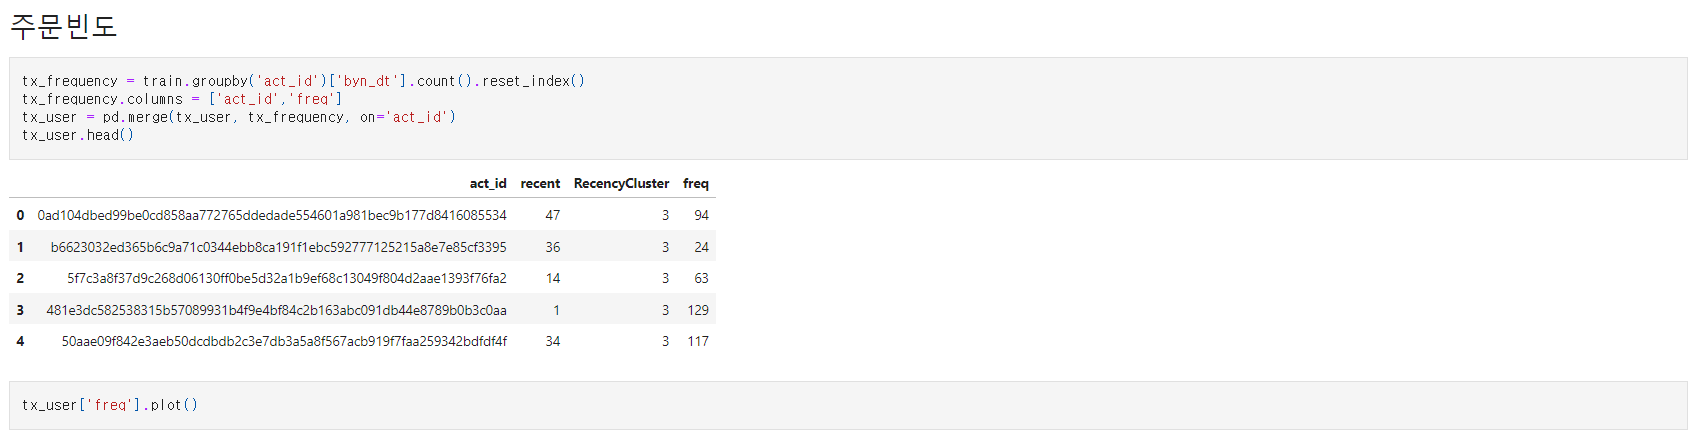 주문빈도
tx_frequency = train.groupby('act_id')['byn_dt'].count().reset_index()
tx_frequency.columns = ['act_id','freq']
tx_user = pd.merge(tx_user, tx_frequency, on='act_id')
tx_user.head()
act_id recent RecencyCluster freq
0 0ad104dbed99be0cd858aa772765ddedade554601a981bec9b177d8416085534 47 3 94
1 b6623032ed365b6c9a71c0344ebb8ca191f1ebc592777125215a8e7e85cf3395 36 3 24
2 5f7c3a8f37d9c268d06130ff0be5d32a1b9ef68c13049f804d2aae1393f76fa2 14 3 63
3 481e3dc582538315b57089931b4f9e4bf84c2b163abc091db44e8789b0b3c0aa 1 3 129
4 50aae09f842e3aeb50dcdbdb2c3e7db3a5a8f567acb919f7faa259342bdfdf4f 34 3 117
tx_user['freq'].plot()